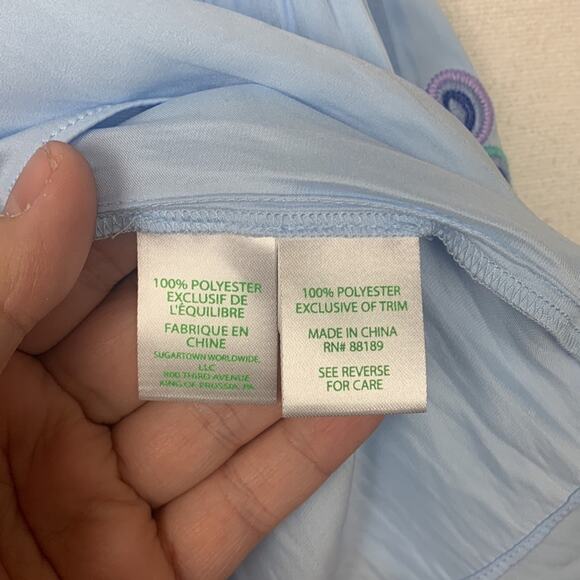 100% POLYESTER
EXCLUSIF DE
L'ÉQUILIBRE
FABRIQUE EN
CHINE
SUGARTOWN WORLDWIDE,
LLC
800 THIRD AVENUE
KING OF PRUSSIA, PA
100% POLYESTER
EXCLUSIVE OF TRIM
MADE IN CHINA
RN# 88189
SEE REVERSE
FOR CARE